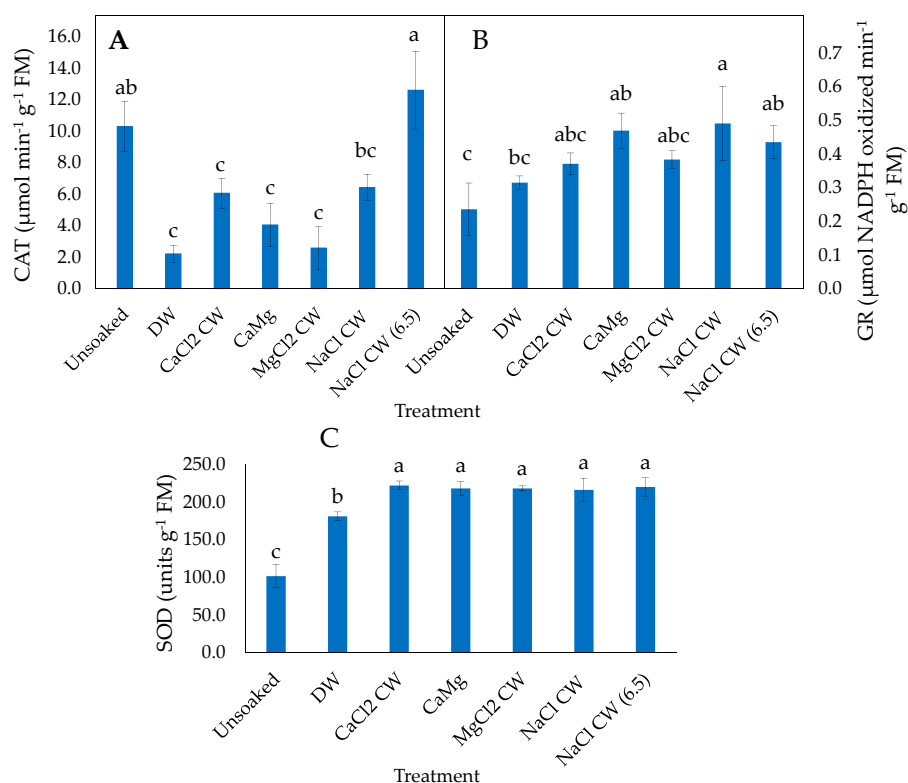 A
B
CAT (µmol min⁻¹ g⁻¹ FM)
16.0
14.0
12.0
10.0
8.0
6.0
4.0
2.0
0.0
ab
c
c
c
c
bc
a
Unsoaked
DW
CaCl2 CW
CaMg
MgCl2 CW
NaCl CW
NaCl CW (6.5)
c
bc
abc
ab
abc
a
ab
Unsoaked
DW
CaCl2 CW
CaMg
MgCl2 CW
NaCl CW
NaCl CW (6.5)
0.7
0.6
0.5
0.4
0.3
0.2
0.1
0.0
GR (µmol NADPH oxidized min⁻¹
g⁻¹ FM)
Treatment
C
SOD (units g⁻¹ FM)
250.0
200.0
150.0
100.0
50.0
0.0
c
b
a
a
a
a
a
Unsoaked
DW
CaCl2 CW
CaMg
MgCl2 CW
NaCl CW
NaCl CW (6.5)
Treatment